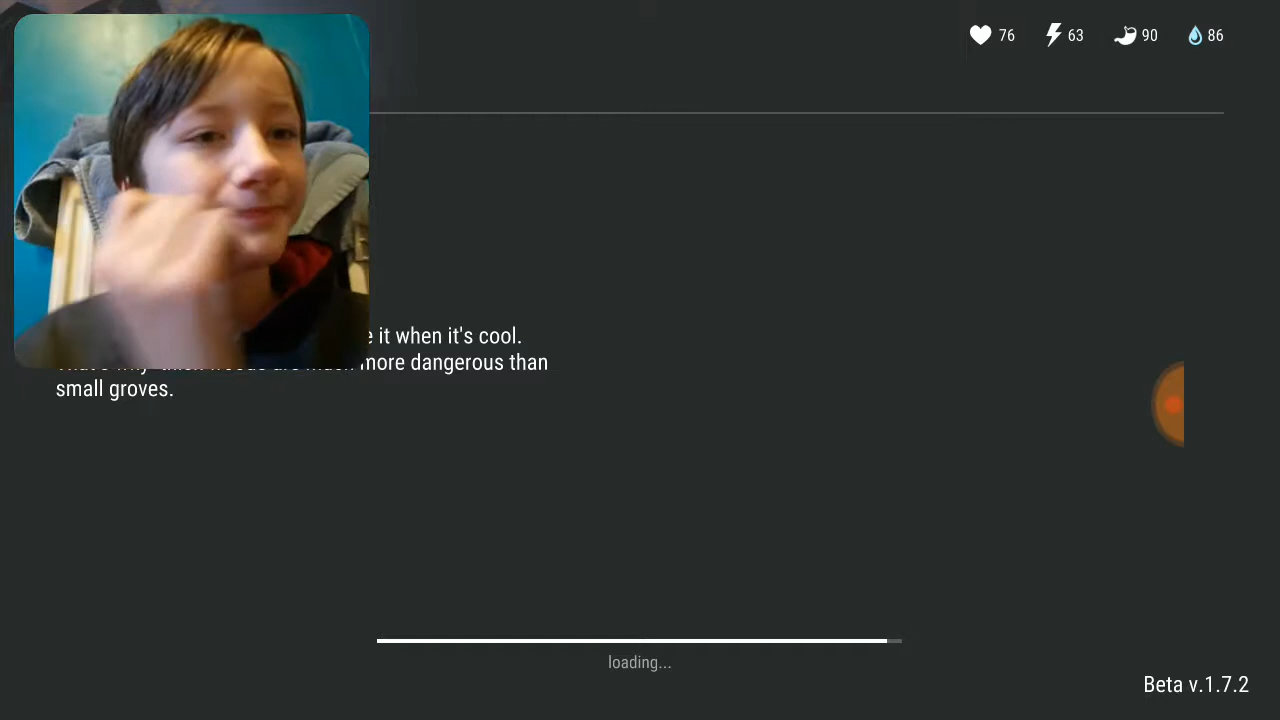 76 63 90 86
it when it's cool.
more dangerous than
small groves.
loading...
Beta v.1.7.2